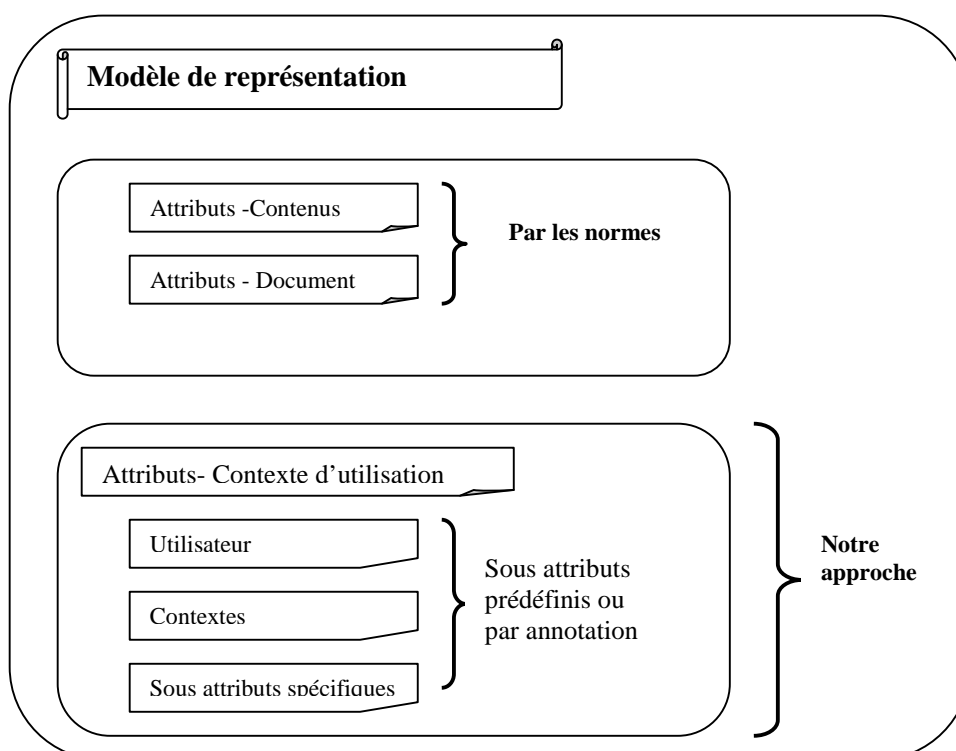 Modèle de représentation
Attributs -Contenus
Par les normes
Attributs - Document
Attributs- Contexte d’utilisation
Utilisateur
Contextes
Sous attributs spécifiques
Sous attributs
prédéfinis ou
par annotation
Notre
approche